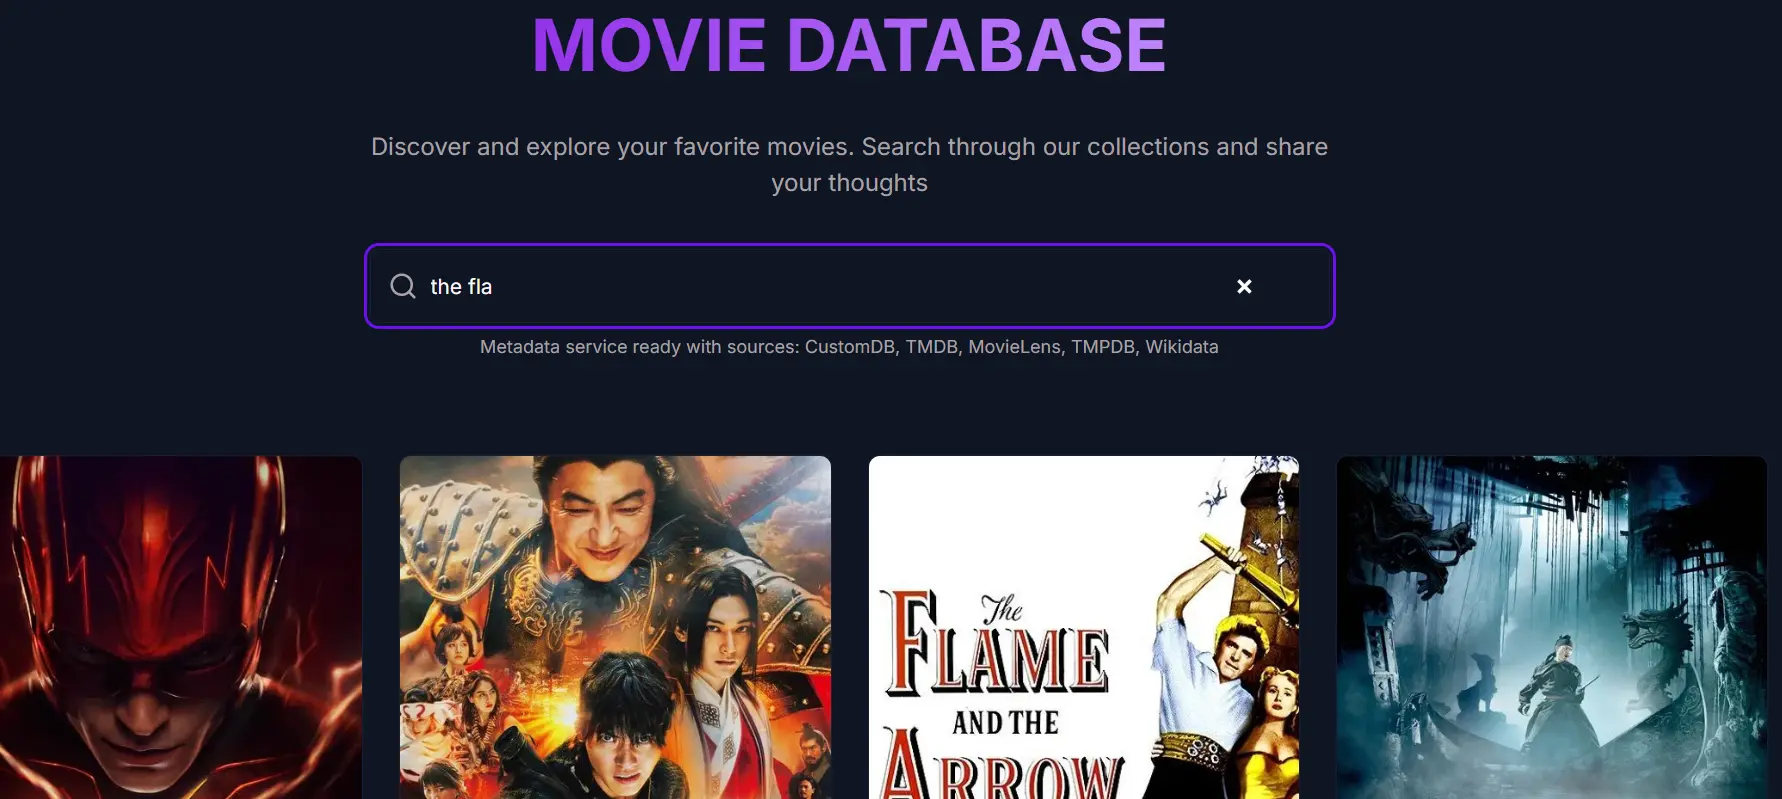 MOVIE DATABASE
Discover and explore your favorite movies. Search through our collections and share
your thoughts
the fla
Metadata service ready with sources: CustomDB, TMDB, MovieLens, TMPDB, Wikidata
The
FLAME
AND THE
ARROW